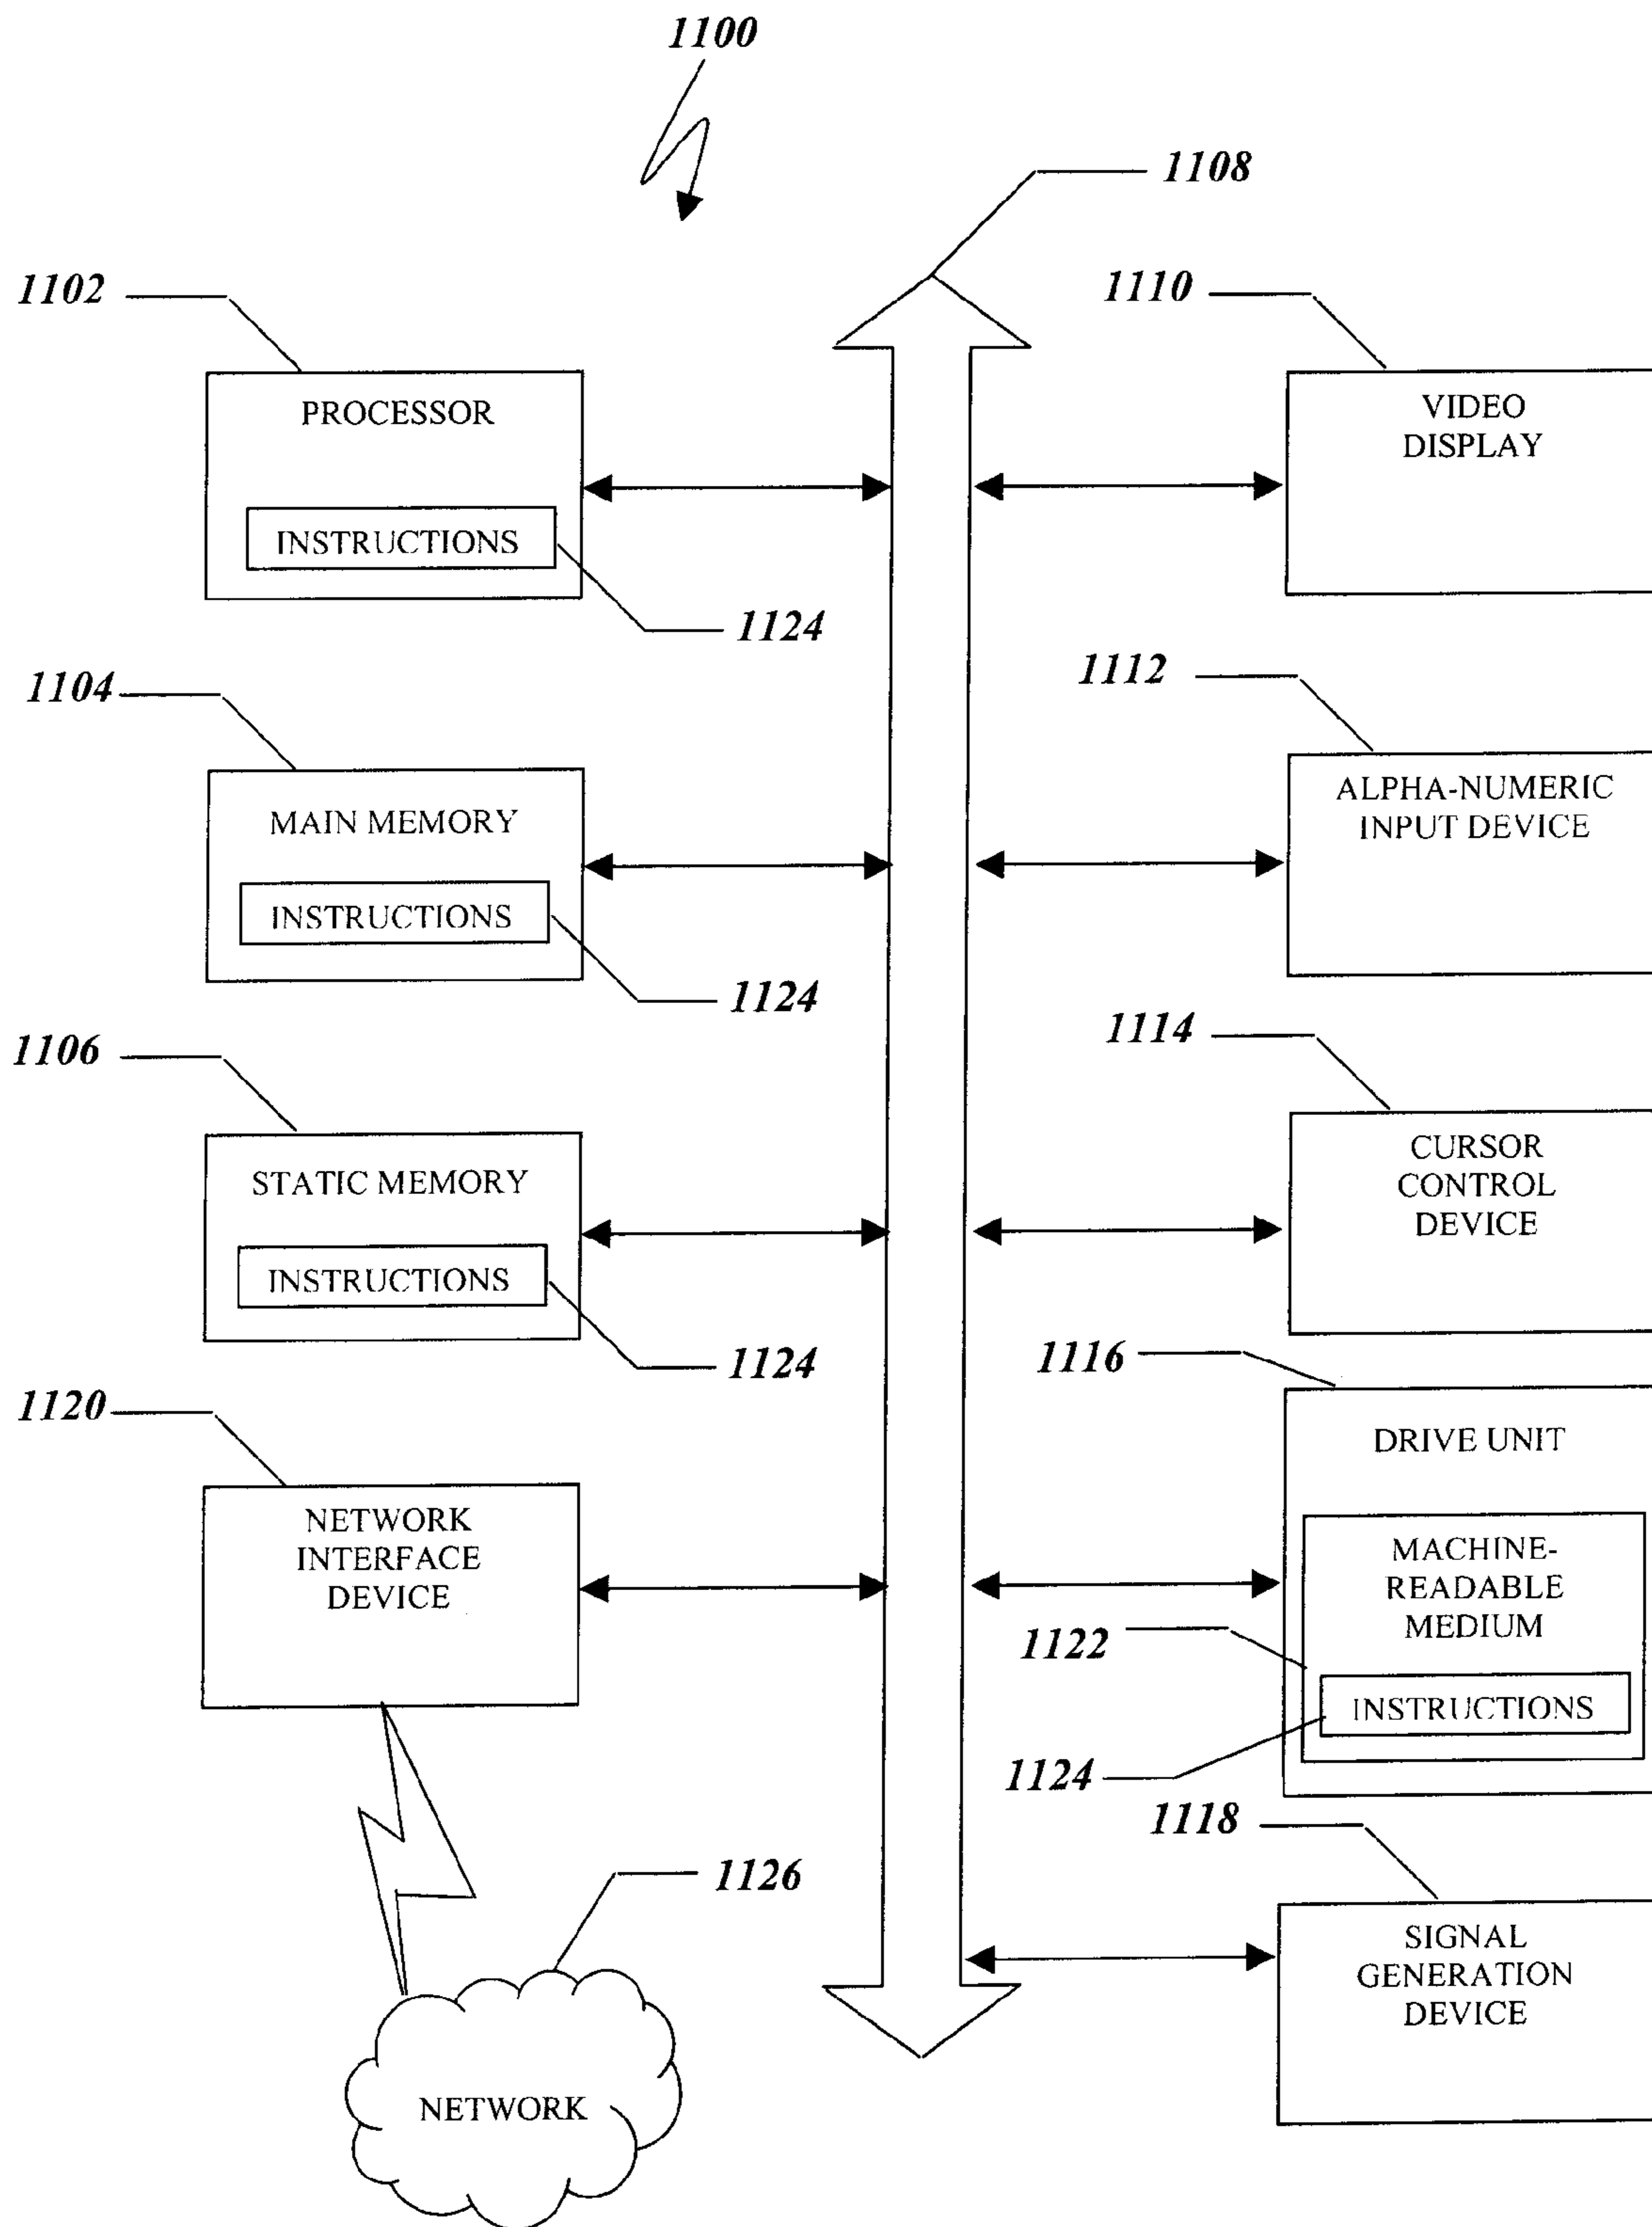 1100
1108
1102
PROCESSOR
INSTRUCTIONS
1124
1110
VIDEO
DISPLAY
1104
MAIN MEMORY
INSTRUCTIONS
1124
1112
ALPHA-NUMERIC
INPUT DEVICE
1106
STATIC MEMORY
INSTRUCTIONS
1124
1114
CURSOR
CONTROL
DEVICE
1120
NETWORK
INTERFACE
DEVICE
1116
DRIVE UNIT
MACHINE-
READABLE
MEDIUM
1122
INSTRUCTIONS
1124
1126
NETWORK
1118
SIGNAL
GENERATION
DEVICE